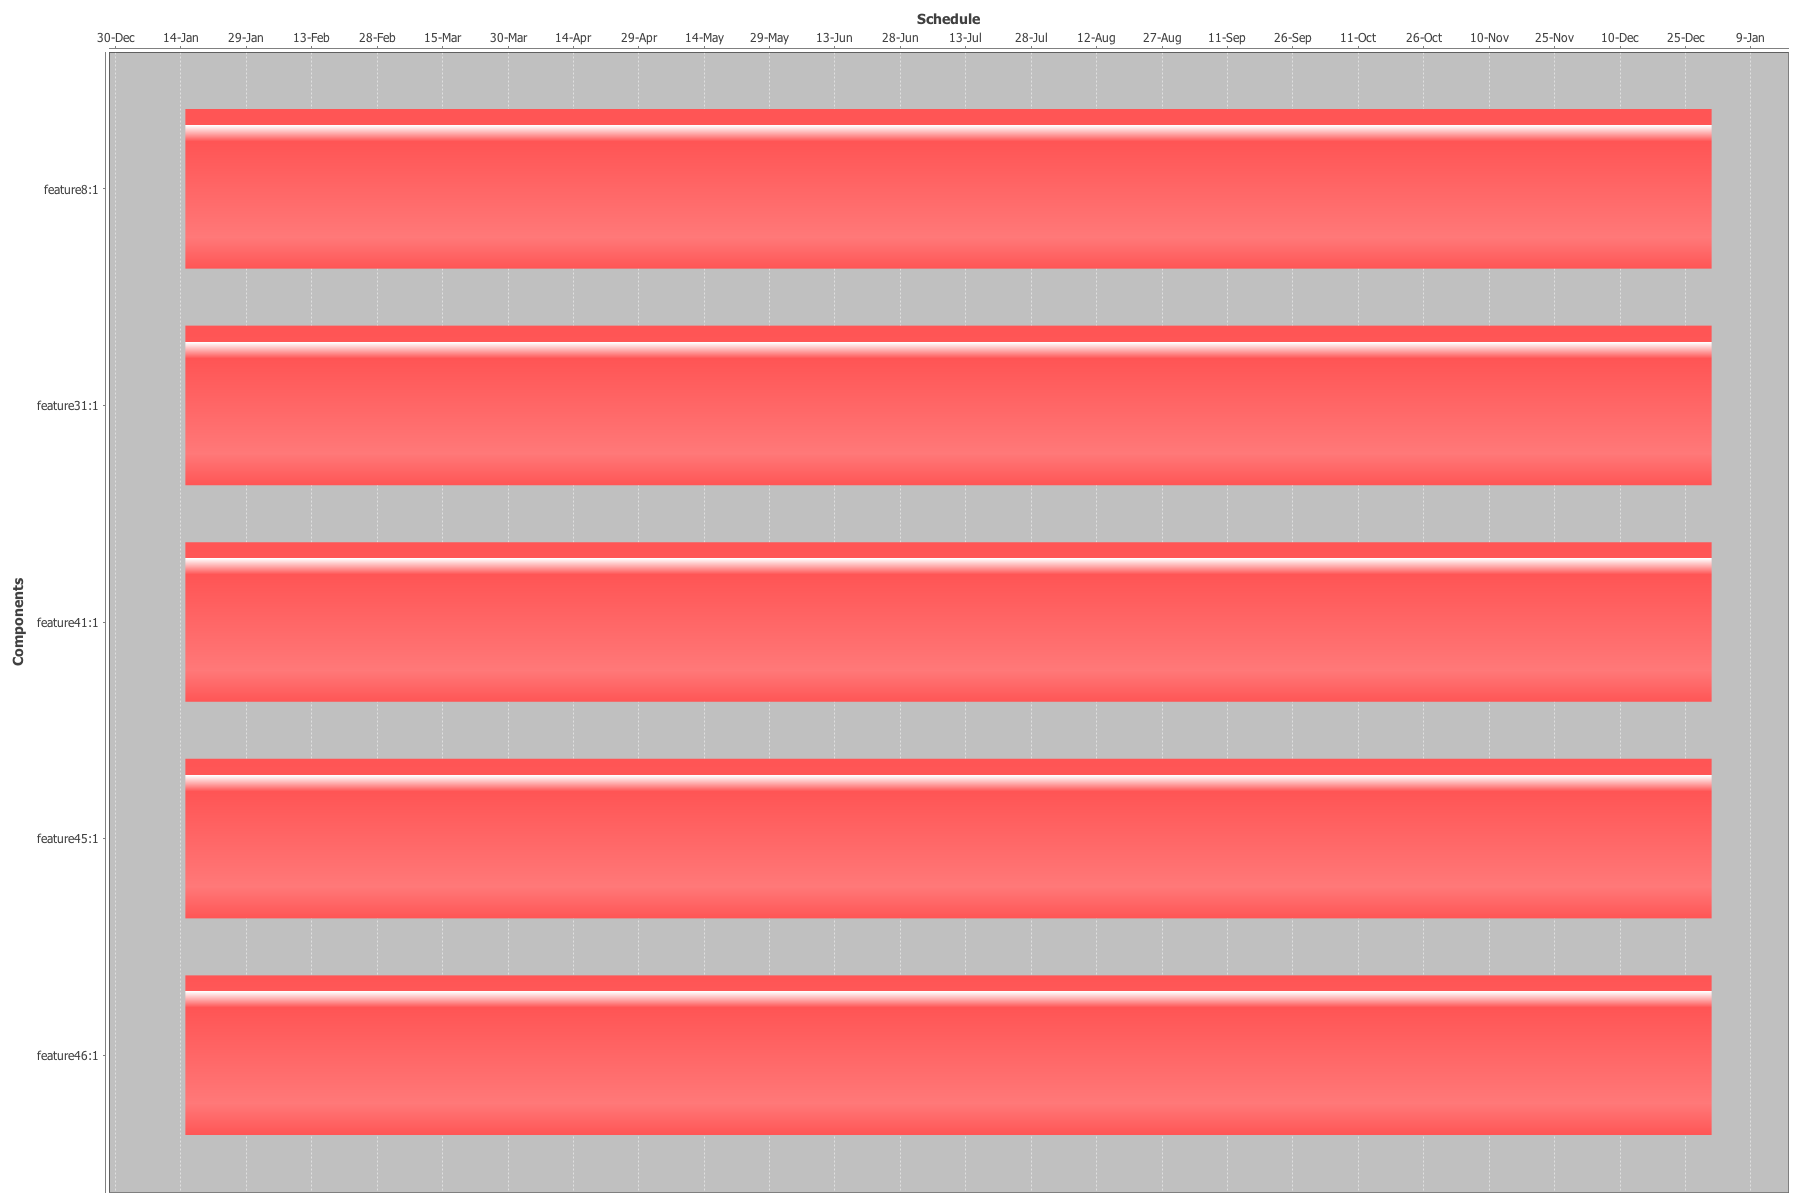 Schedule
30-Dec 14-Jan 29-Jan 13-Feb 28-Feb 15-Mar 30-Mar 14-Apr 29-Apr 14-May 29-May 13-Jun 28-Jun 13-Jul 28-Jul 12-Aug 27-Aug 11-Sep 26-Sep 11-Oct 26-Oct 10-Nov 25-Nov 10-Dec 25-Dec 9-Jan
Components
feature8:1
feature31:1
feature41:1
feature45:1
feature46:1